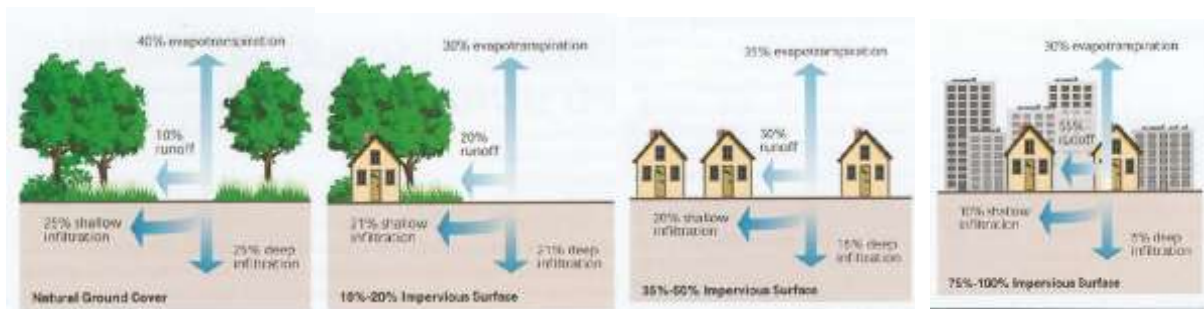 40% evapotranspiration
10%
runoff
25% shallow
infiltration
25% deep
infiltration
Natural Ground Cover
evapotranspiration
20%
runoff
21% shallow
infiltration
21% deep
infiltration
10%-20% Impervious Surface
35% evapotranspiration
30%
runoff
20% shallow
infiltration
15% deep
infiltration
35%-50% Impervious Surface
30% evapotranspiration
55%
runoff
10% shallow
infiltration
5% deep
infiltration
75%-100% Impervious Surface